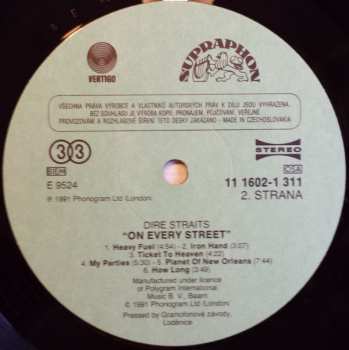 VERTIGO
SUPRAPHON
VŠECHNA PRÁVA VÝROBCE A VLASTNÍKŮ AUTORSKÝCH PRÁV K DÍLU JSOU VYHRAZENA.
BEZ SOUHLASU JE VÝROBA KOPIÍ, PRONÁJEM, PŮJČOVÁNÍ, VEŘEJNÉ
PROVOZOVÁNÍ A ROZHLASOVÉ ŠÍŘENÍ TÉTO DESKY ZAKÁZÁNO - MADE IN CZECHOSLOVAKIA
33
STEREO
E 9524
11 1602-1 311
2. STRANA
℗ 1991 Phonogram Ltd (London)
DIRE STRAITS
"ON EVERY STREET"
1. Heavy Fuel (4:54) - 2. Iron Hand (3:07)
3. Ticket To Heaven (4:22)
4. My Parties (5:30) - 5. Planet Of New Orleans (7:44)
6. How Long (3:49)
Manufactured under licence
of Polygram International
Music B. V., Baarn
© 1991 Phonogram Ltd (London)
Pressed by Gramofonové závody,
Loděnice